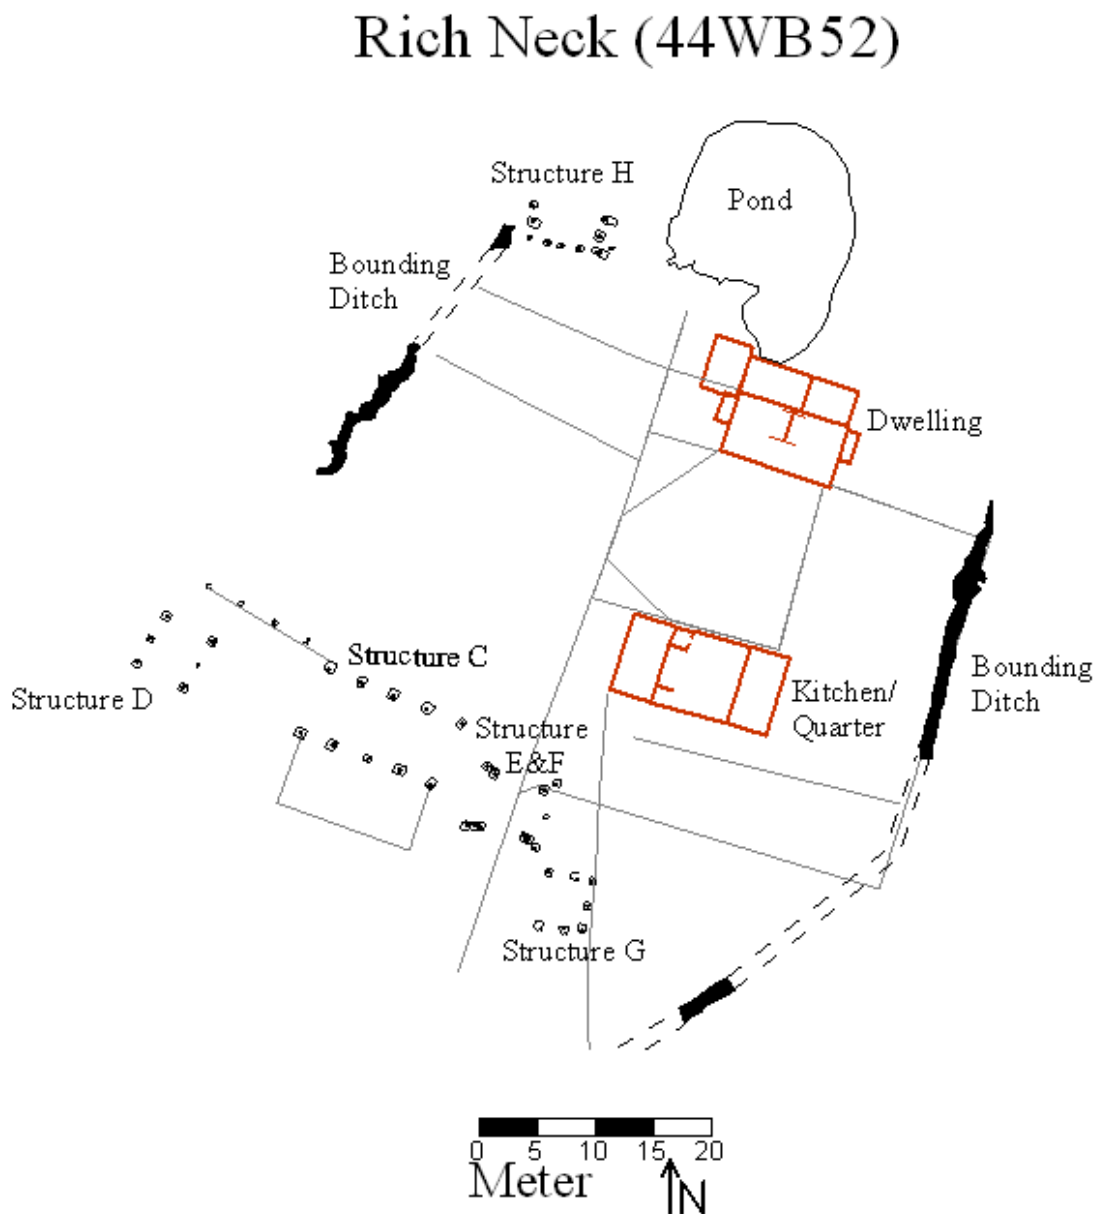 Rich Neck (44WB52)
Structure H
Pond
Bounding
Ditch
Dwelling
Structure C
Structure D
Bounding
Ditch
Kitchen/
Quarter
Structure
E&F
Structure G
0 5 10 15 20
Meter
N